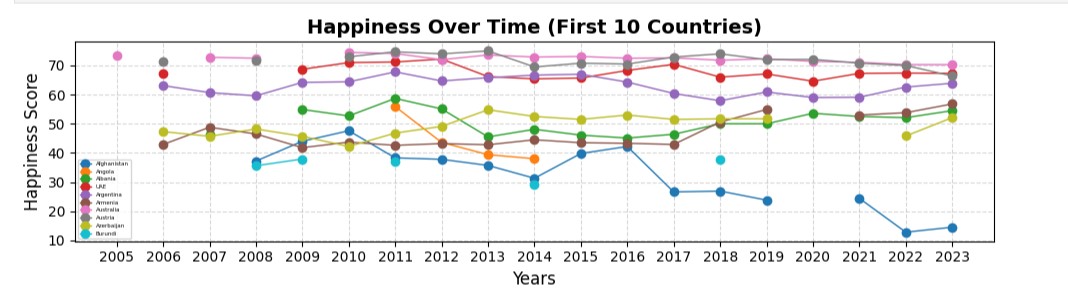 Happiness Over Time (First 10 Countries)
Happiness Score
70
60
50
40
30
20
10
Afghanistan
Angola
Albania
UAE
Argentina
Armenia
Australia
Austria
Azerbaijan
Burundi
2005 2006 2007 2008 2009 2010 2011 2012 2013 2014 2015 2016 2017 2018 2019 2020 2021 2022 2023
Years